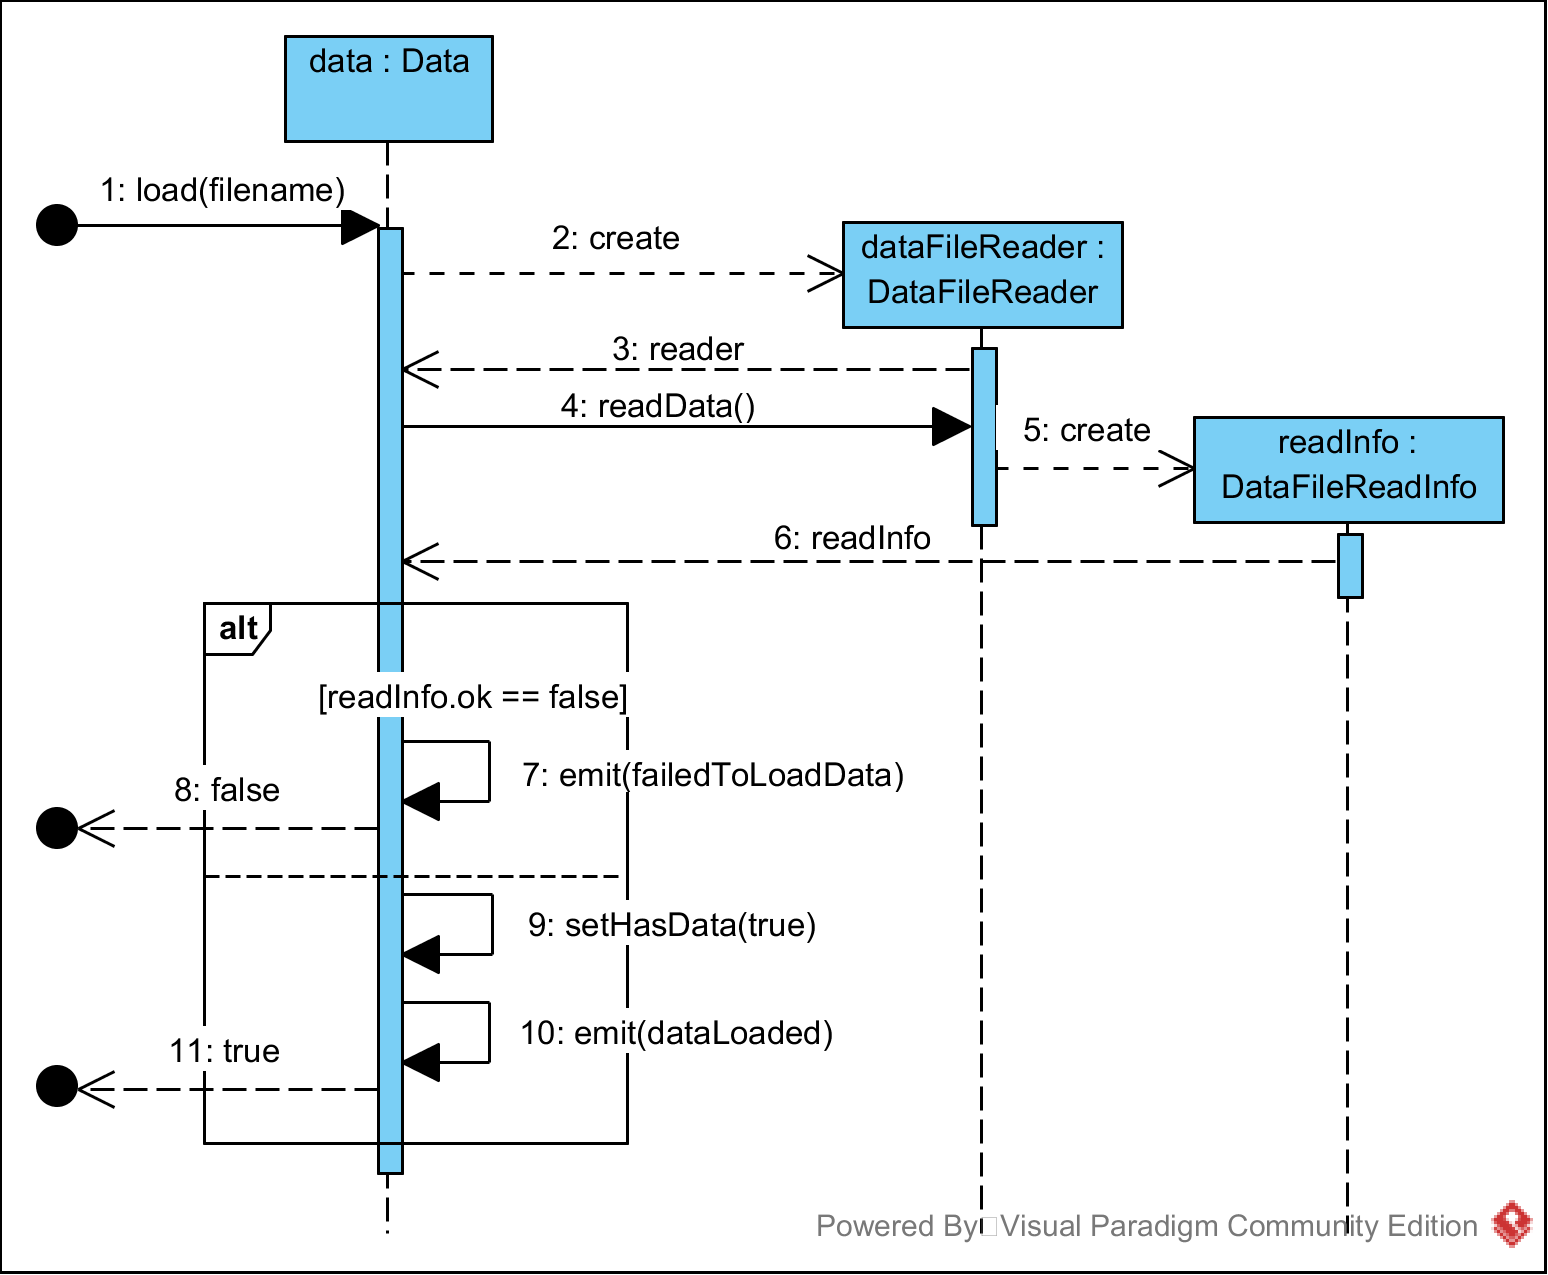 data : Data
1: load(filename)
2: create
dataFileReader :
DataFileReader
3: reader
4: readData()
5: create
readInfo :
DataFileReadInfo
6: readInfo
alt
[readInfo.ok == false]
7: emit(failedToLoadData)
8: false
9: setHasData(true)
10: emit(dataLoaded)
11: true
Powered By Visual Paradigm Community Edition